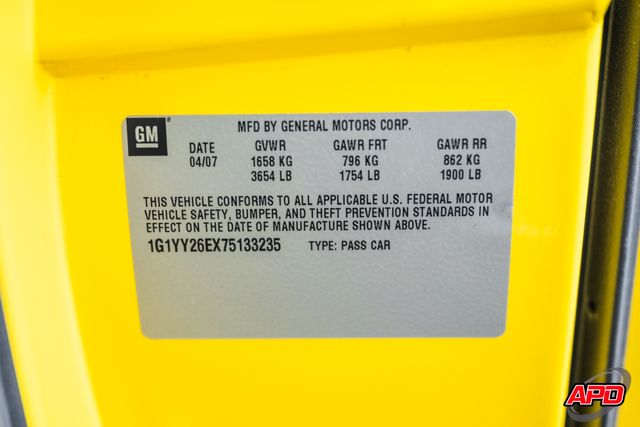 GM
MFD BY GENERAL MOTORS CORP.
DATE GVWR GAWR FRT GAWR RR
04/07 1658 KG 796 KG 862 KG
3654 LB 1754 LB 1900 LB
THIS VEHICLE CONFORMS TO ALL APPLICABLE U.S. FEDERAL MOTOR
VEHICLE SAFETY, BUMPER, AND THEFT PREVENTION STANDARDS IN
EFFECT ON THE DATE OF MANUFACTURE SHOWN ABOVE.
1G1YY26EX75133235 TYPE: PASS CAR
APD